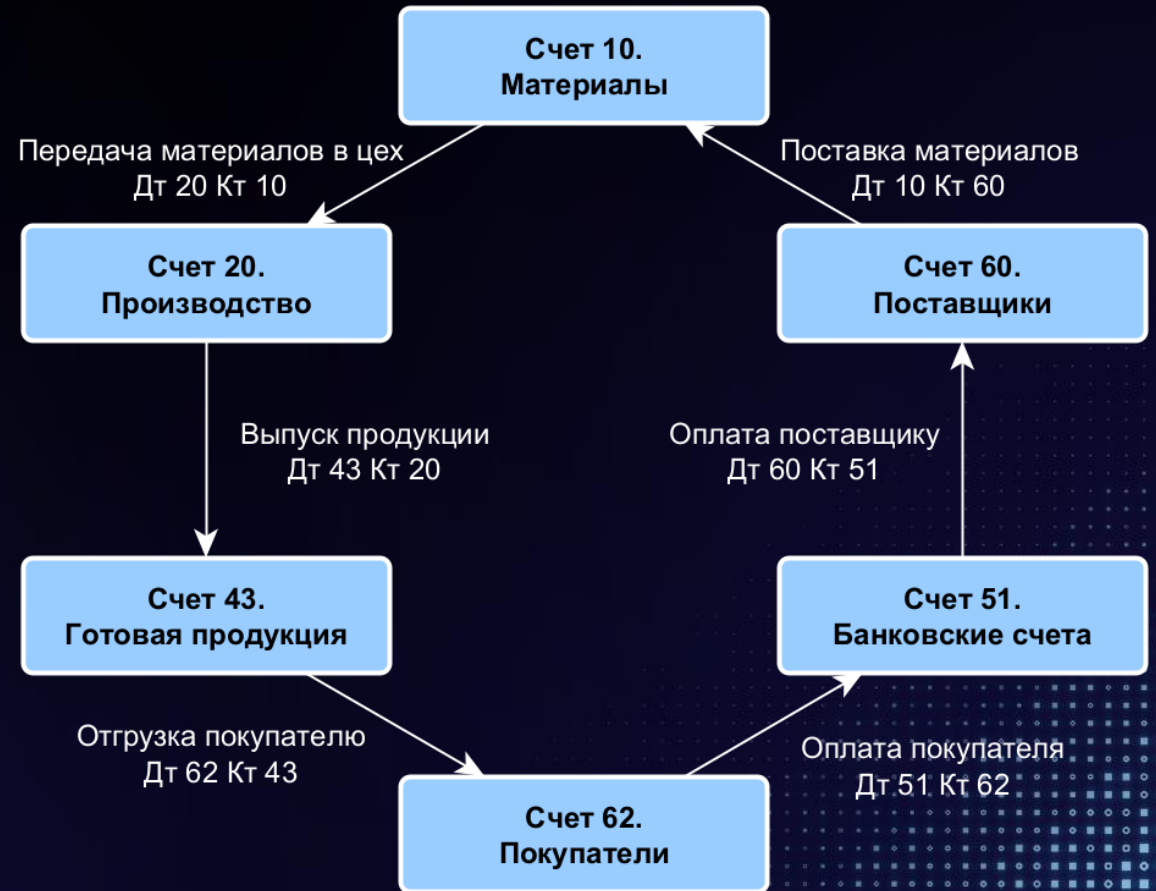 Счет 10.
Материалы
Передача материалов в цех
Дт 20 Кт 10
Поставка материалов
Дт 10 Кт 60
Счет 20.
Производство
Счет 60.
Поставщики
Выпуск продукции
Дт 43 Кт 20
Оплата поставщику
Дт 60 Кт 51
Счет 43.
Готовая продукция
Счет 51.
Банковские счета
Отгрузка покупателю
Дт 62 Кт 43
Оплата покупателя
Дт 51 Кт 62
Счет 62.
Покупатели